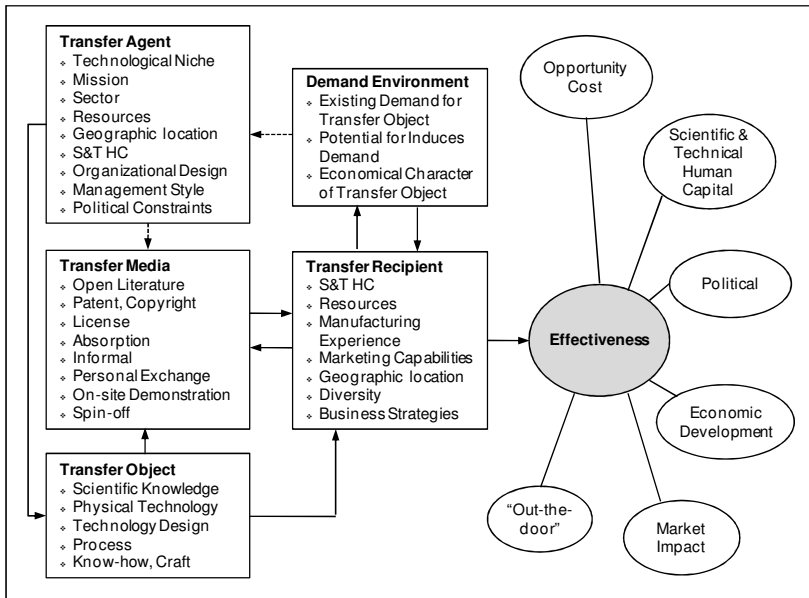 Transfer Agent
❖ Technological Niche
❖ Mission
❖ Sector
❖ Resources
❖ Geographic location
❖ S&T HC
❖ Organizational Design
❖ Management Style
❖ Political Constraints
Demand Environment
❖ Existing Demand for
Transfer Object
❖ Potential for Induces
Demand
❖ Economical Character
of Transfer Object
Transfer Media
❖ Open Literature
❖ Patent, Copyright
❖ License
❖ Absorption
❖ Informal
❖ Personal Exchange
❖ On-site Demonstration
❖ Spin-off
Transfer Recipient
❖ S&T HC
❖ Resources
❖ Manufacturing
Experience
❖ Marketing Capabilities
❖ Geographic location
❖ Diversity
❖ Business Strategies
Transfer Object
❖ Scientific Knowledge
❖ Physical Technology
❖ Technology Design
❖ Process
❖ Know-how, Craft
Effectiveness
Opportunity
Cost
Scientific &
Technical
Human
Capital
Political
Economic
Development
Market
Impact
“Out-the-
door”